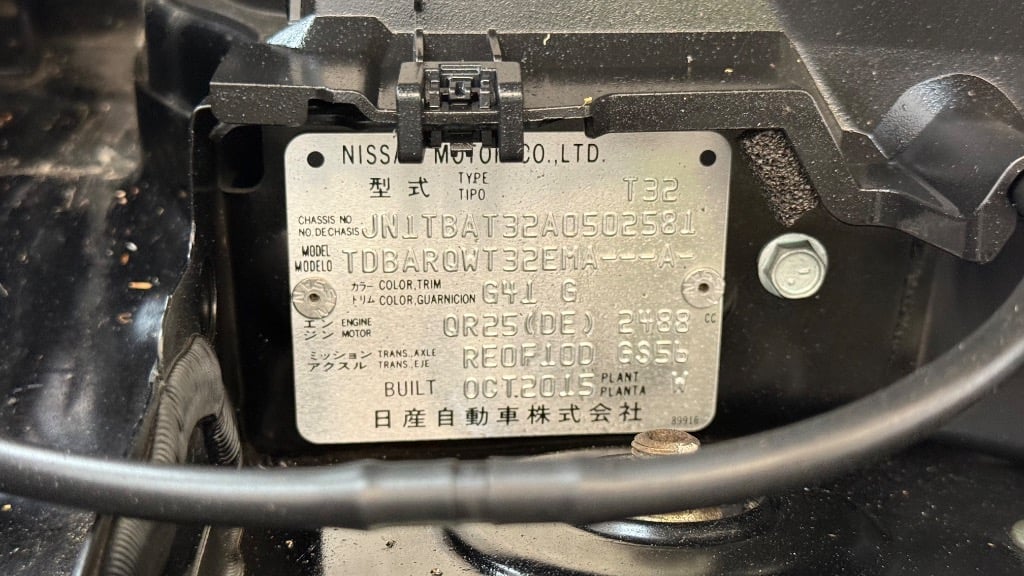 NISSA MOTOR CO.,LTD.
型式 TYPE TIPO T32
CHASSIS NO NO. DE CHASIS JN1TBAT32A0502581
MODEL MODELO TDBARQWT32EMA---A-
カラー COLOR,TRIM
トリム COLOR,GUARNICION G41 G
エンジン ENGINE MOTOR QR25(DE) 2488 CC
ミッション TRANS.,AXLE
アクスル TRANS.,EJE RE0F10D GS5b
BUILT OCT.2015 PLANT PLANTA W
日産自動車株式会社 89916